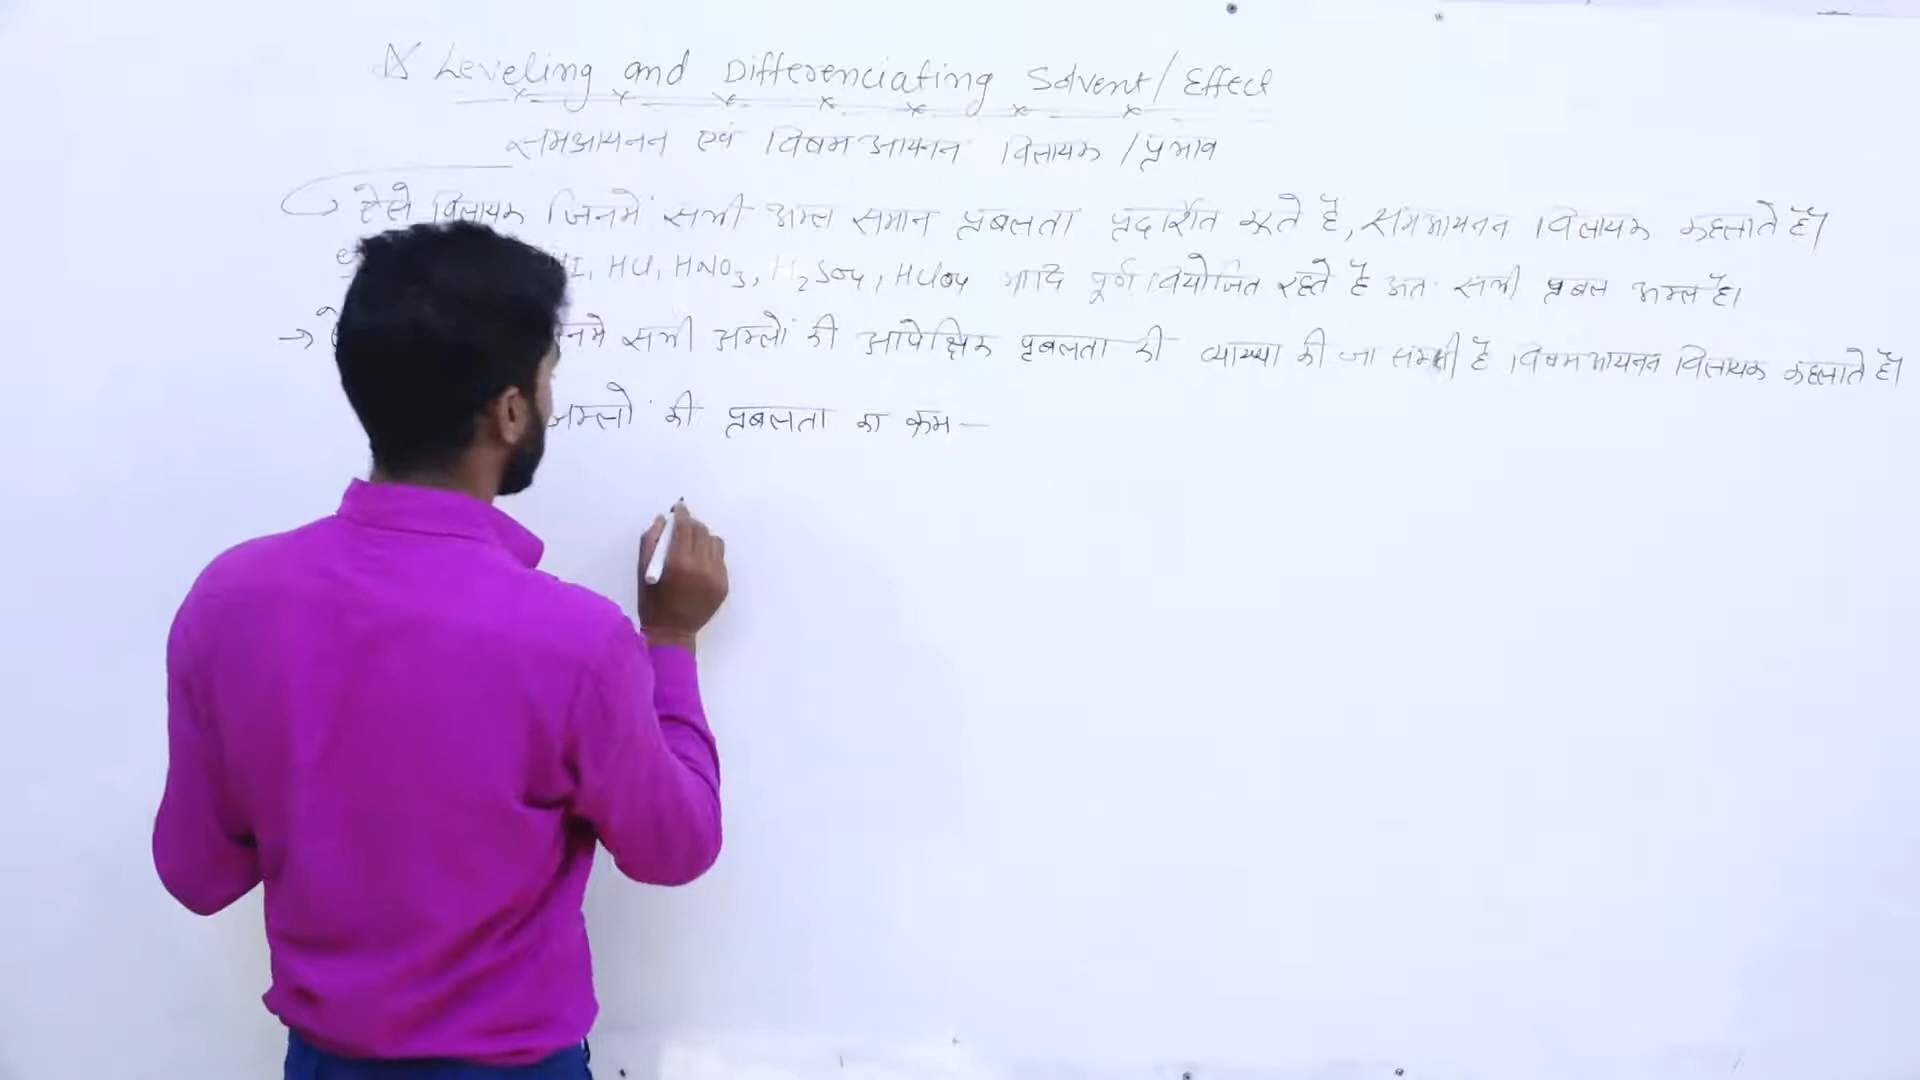 Leveling and Differenciating Solvent/Effect
समआयनन एवं विषमआयनन विलायक / प्रभाव
ऐसे विलायक जिनमें सभी अम्ल समान प्रबलता प्रदर्शित करते है, समआयनन विलायक कहलाते हैं।
HI, HCl, HNO3, H2SO4, HClO4 आदि पूर्ण वियोजित रहते है अतः सभी प्रबल अम्ल है।
→ सभी अम्लों की आपेक्षिक प्रबलता की व्याख्या की जा सकती है विषमआयनन विलायक कहलाते हैं।
अम्लों की प्रबलता का क्रम —